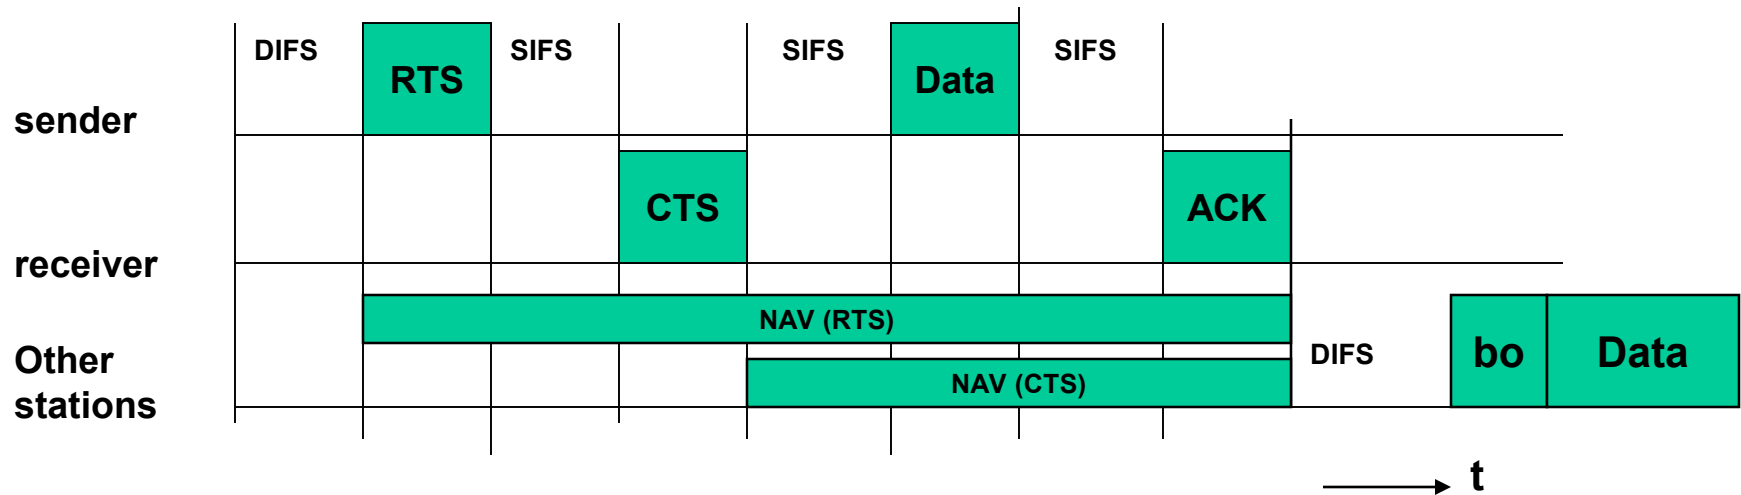 DIFS
RTS
SIFS
SIFS
Data
SIFS
sender
CTS
ACK
receiver
NAV (RTS)
Other
stations
NAV (CTS)
DIFS
bo
Data
t